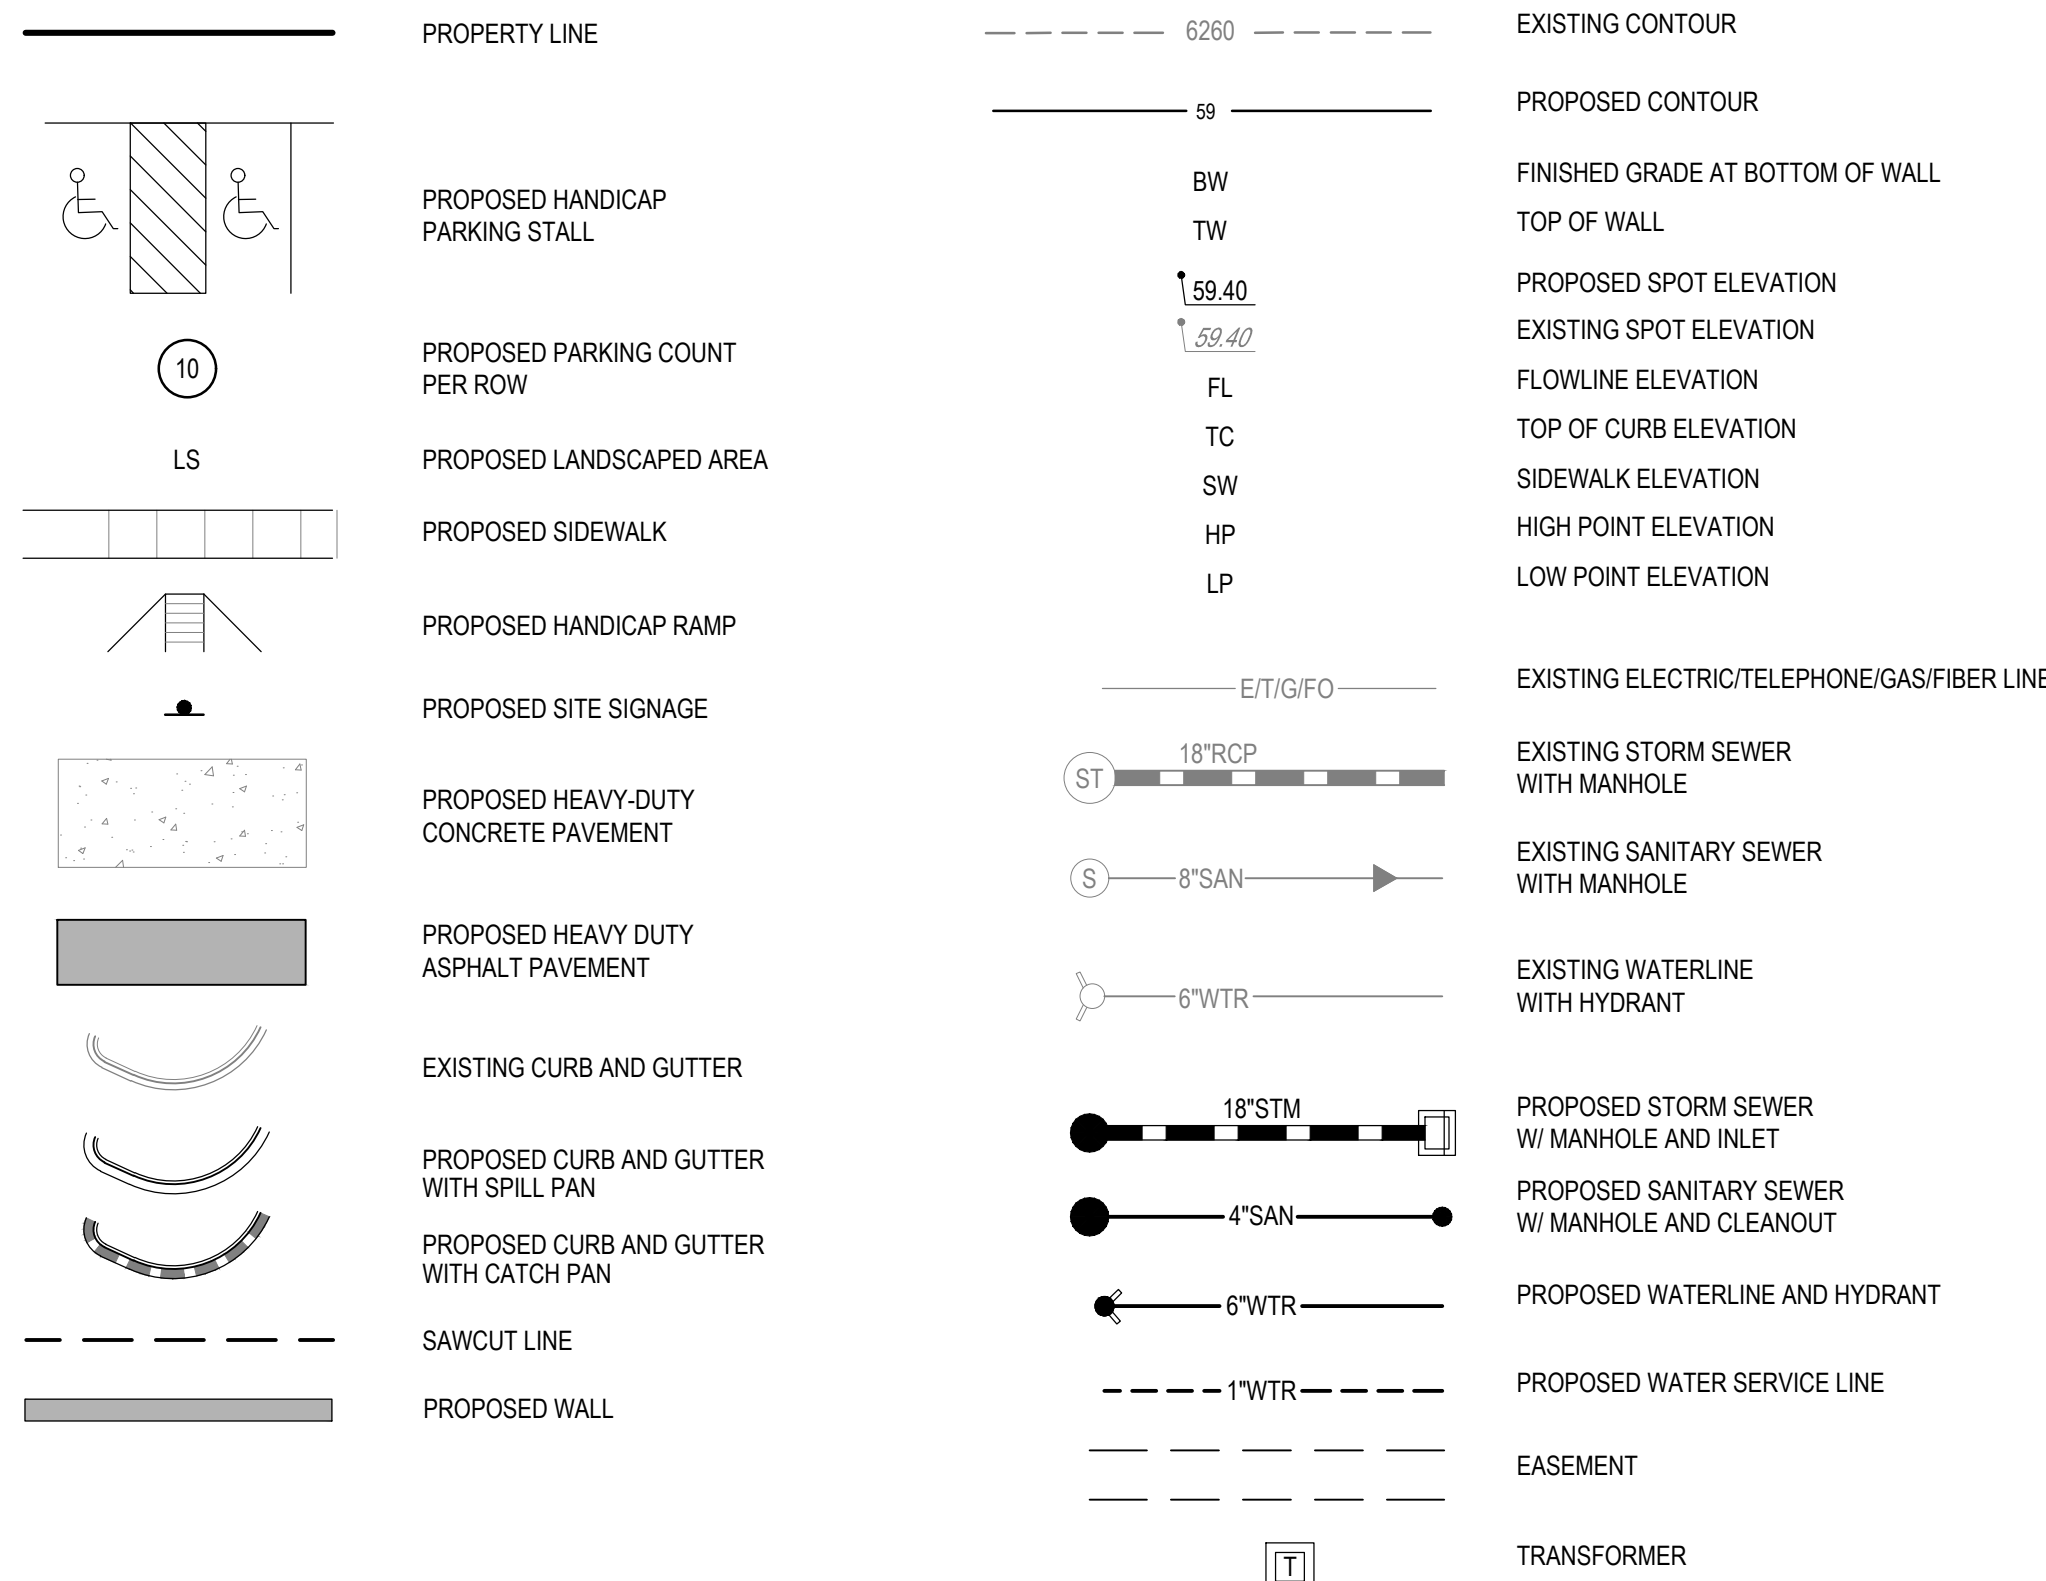 PROPERTY LINE
PROPOSED HANDICAP
PARKING STALL
10
PROPOSED PARKING COUNT
PER ROW
LS
PROPOSED LANDSCAPED AREA
PROPOSED SIDEWALK
PROPOSED HANDICAP RAMP
PROPOSED SITE SIGNAGE
PROPOSED HEAVY-DUTY
CONCRETE PAVEMENT
PROPOSED HEAVY DUTY
ASPHALT PAVEMENT
EXISTING CURB AND GUTTER
PROPOSED CURB AND GUTTER
WITH SPILL PAN
PROPOSED CURB AND GUTTER
WITH CATCH PAN
SAWCUT LINE
PROPOSED WALL
6260
EXISTING CONTOUR
59
PROPOSED CONTOUR
BW
FINISHED GRADE AT BOTTOM OF WALL
TW
TOP OF WALL
59.40
PROPOSED SPOT ELEVATION
59.40
EXISTING SPOT ELEVATION
FL
FLOWLINE ELEVATION
TC
TOP OF CURB ELEVATION
SW
SIDEWALK ELEVATION
HP
HIGH POINT ELEVATION
LP
LOW POINT ELEVATION
E/T/G/FO
EXISTING ELECTRIC/TELEPHONE/GAS/FIBER LINE
18"RCP
ST
EXISTING STORM SEWER
WITH MANHOLE
S
8"SAN
EXISTING SANITARY SEWER
WITH MANHOLE
6"WTR
EXISTING WATERLINE
WITH HYDRANT
18"STM
PROPOSED STORM SEWER
W/ MANHOLE AND INLET
4"SAN
PROPOSED SANITARY SEWER
W/ MANHOLE AND CLEANOUT
6"WTR
PROPOSED WATERLINE AND HYDRANT
1"WTR
PROPOSED WATER SERVICE LINE
EASEMENT
T
TRANSFORMER